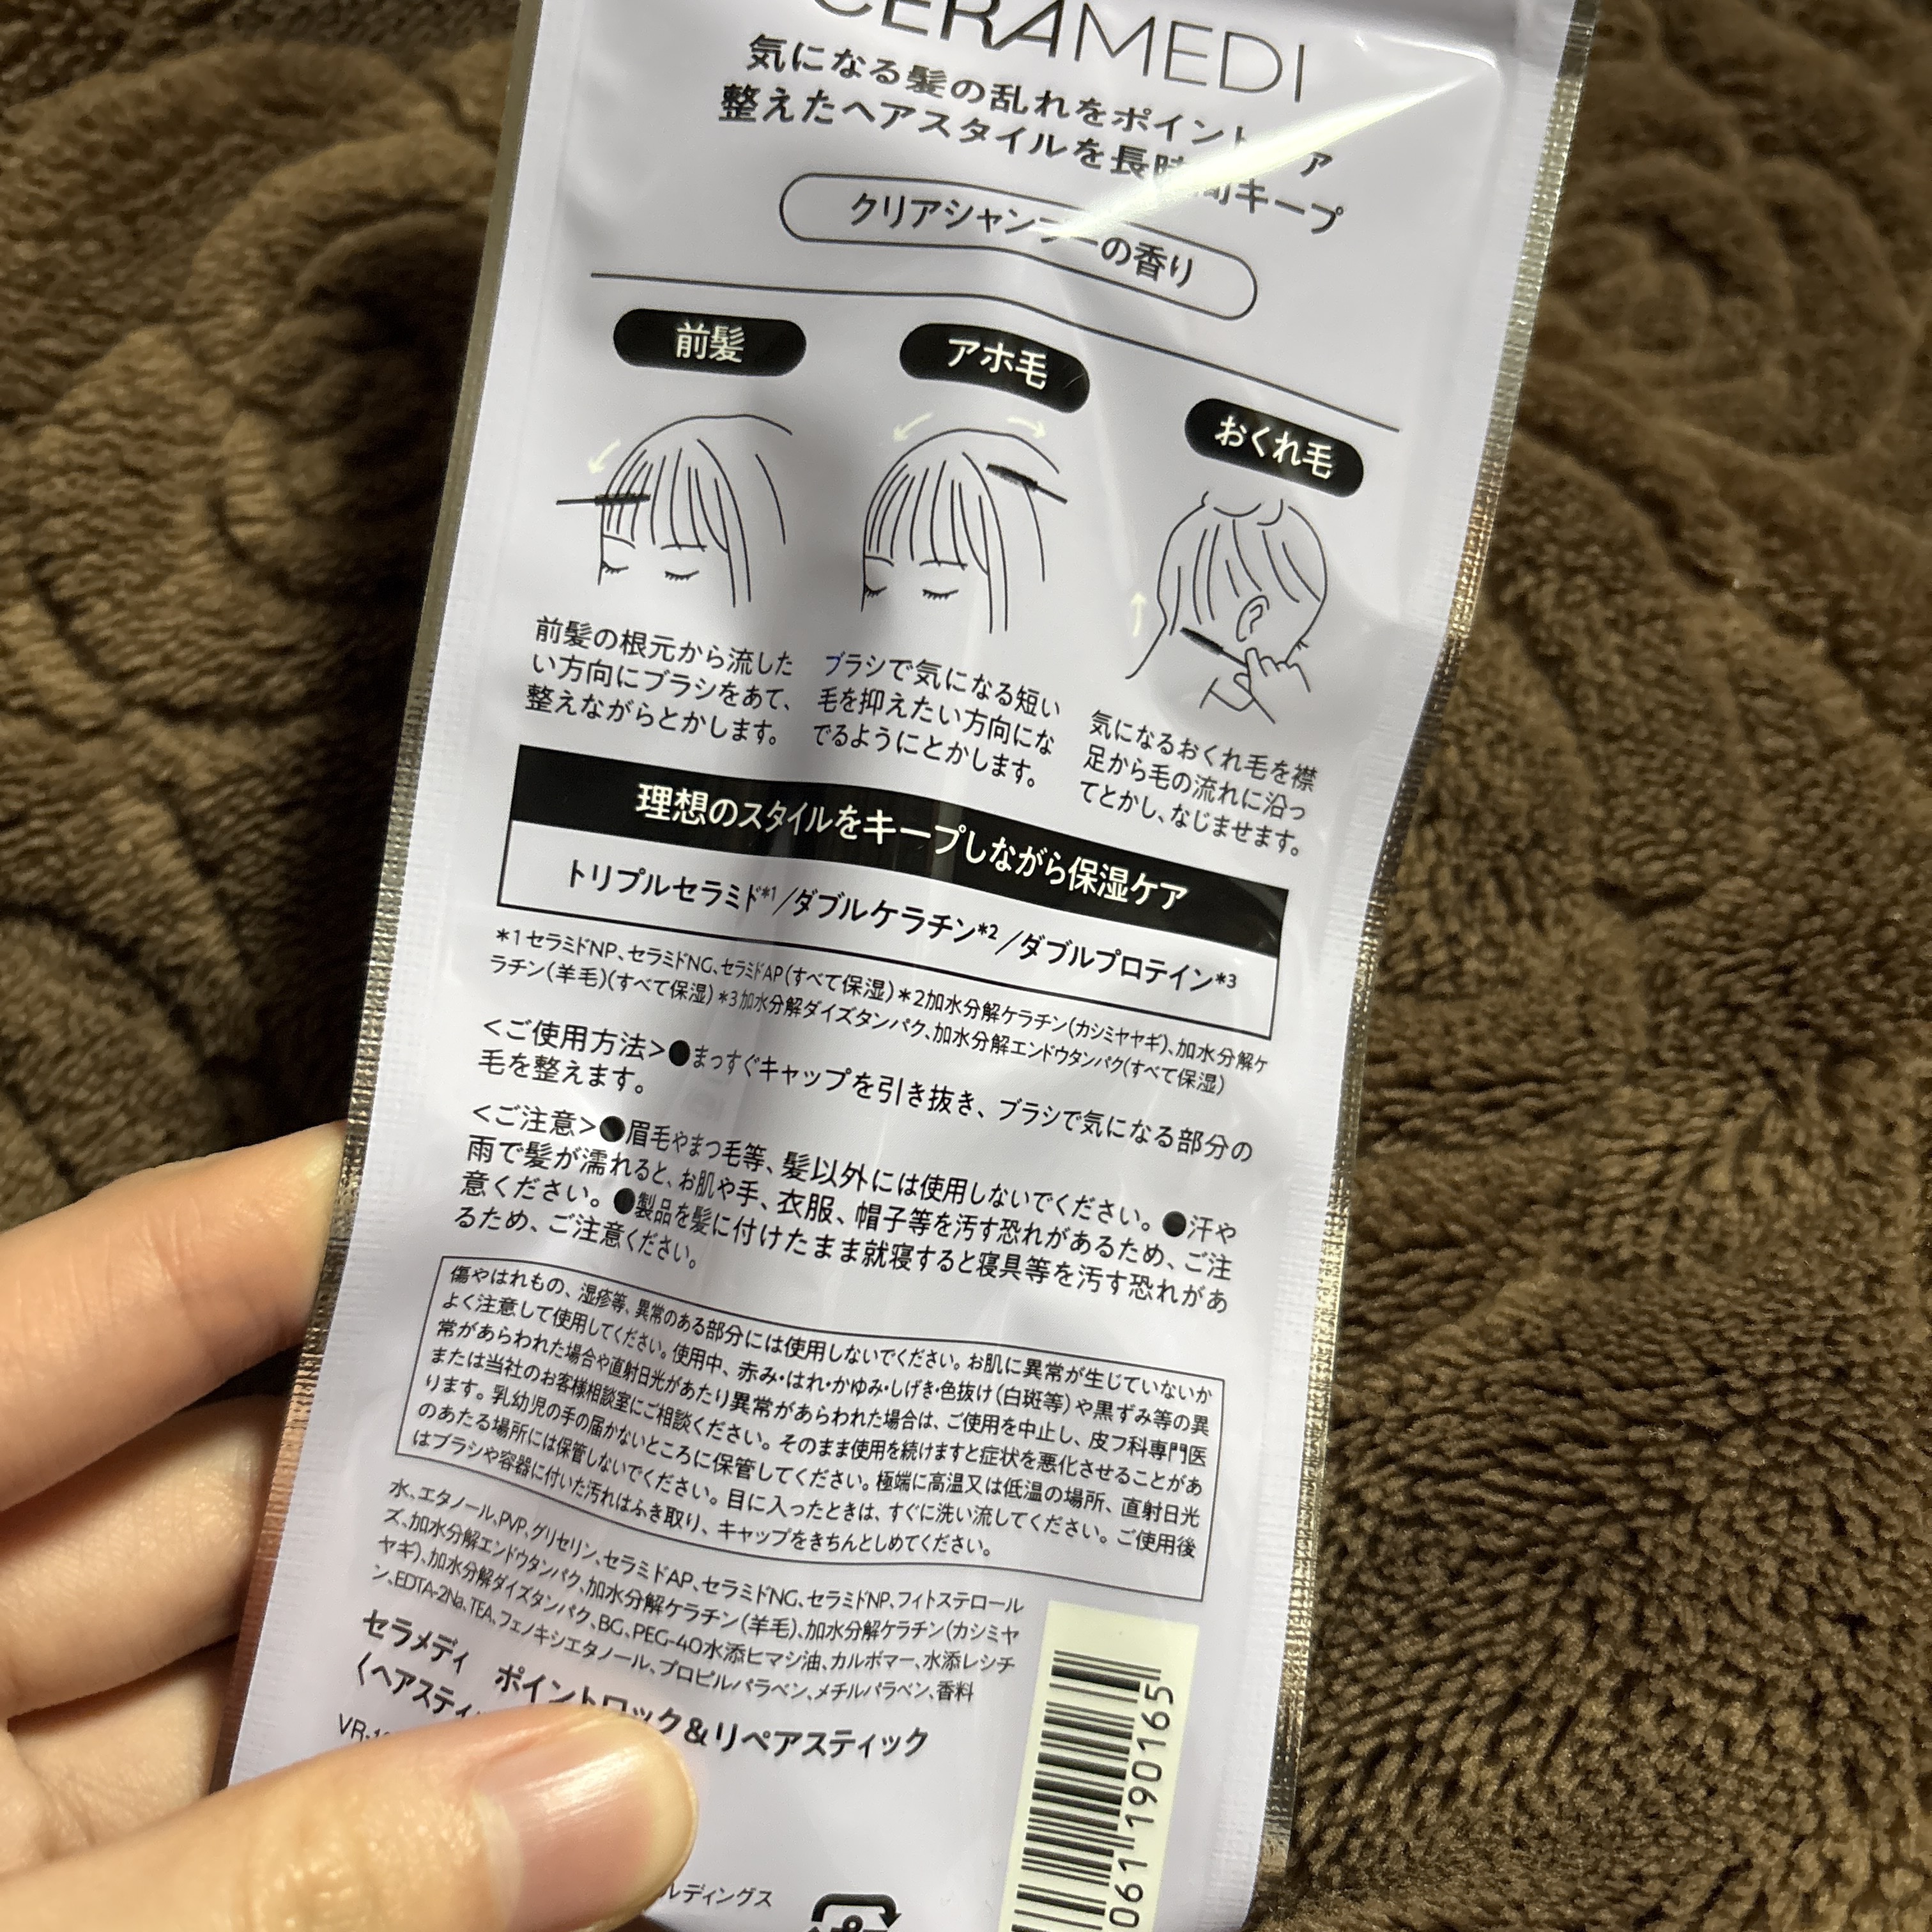 CERAMEDI
気になる髪の乱れをポイント
整えたヘアスタイルを長時間キープ
クリアシャンプーの香り
前髪
アホ毛
おくれ毛
前髪の根元から流した
い方向にブラシをあて、
整えながらとかします。
ブラシで気になる短い
毛を抑えたい方向にな
でるようにとかします。
気になるおくれ毛を襟
足から毛の流れに沿っ
てとかし、なじませます。
理想のスタイルをキープしながら保湿ケア
トリプルセラミド*1/ダブルケラチン*2/ダブルプロテイン*3
*1 セラミドNP、セラミドNG、セラミドAP(すべて保湿)*2加水分解ケラチン(カシミヤヤギ)、加水分解ケ
ラチン(羊毛)(すべて保湿)*3加水分解ダイズタンパク、加水分解エンドウタンパク(すべて保湿)
<ご使用方法>●まっすぐキャップを引き抜き、ブラシで気になる部分の
毛を整えます。
<ご注意>●眉毛やまつ毛等、髪以外には使用しないでください。●汗や
雨で髪が濡れると、お肌や手、衣服、帽子等を汚す恐れがあるため、ご注
意ください。●製品を髪に付けたまま就寝すると寝具等を汚す恐れがあ
るため、ご注意ください。
傷やはれもの、湿疹等、異常のある部分には使用しないでください。お肌に異常が生じていないか
よく注意して使用してください。使用中、赤み・はれ・かゆみ・しげき・色抜け(白斑等)や黒ずみ等の異
常があらわれた場合や直射日光があたり異常があらわれた場合は、ご使用を中止し、皮フ科専門医
または当社のお客様相談室にご相談ください。そのまま使用を続けますと症状を悪化させることがあ
ります。乳幼児の手の届かないところに保管してください。極端に高温又は低温の場所、直射日光
のあたる場所には保管しないでください。目に入ったときは、すぐに洗い流してください。ご使用後
はブラシや容器に付いた汚れはふき取り、キャップをきちんとしめてください。
水、エタノール、PVP、グリセリン、セラミドAP、セラミドNG、セラミドNP、フィトステロール
ズ、加水分解エンドウタンパク、加水分解ケラチン(羊毛)、加水分解ケラチン(カシミヤ
ヤギ)、加水分解ダイズタンパク、BG、PEG-40水添ヒマシ油、カルボマー、水添レシチ
ン、EDTA-2Na、TEA、フェノキシエタノール、プロピルパラベン、メチルパラベン、香料
セラメディ ポイントロック&リペアスティック
〈ヘアスティ
VR-1
ルディングス
061 190165